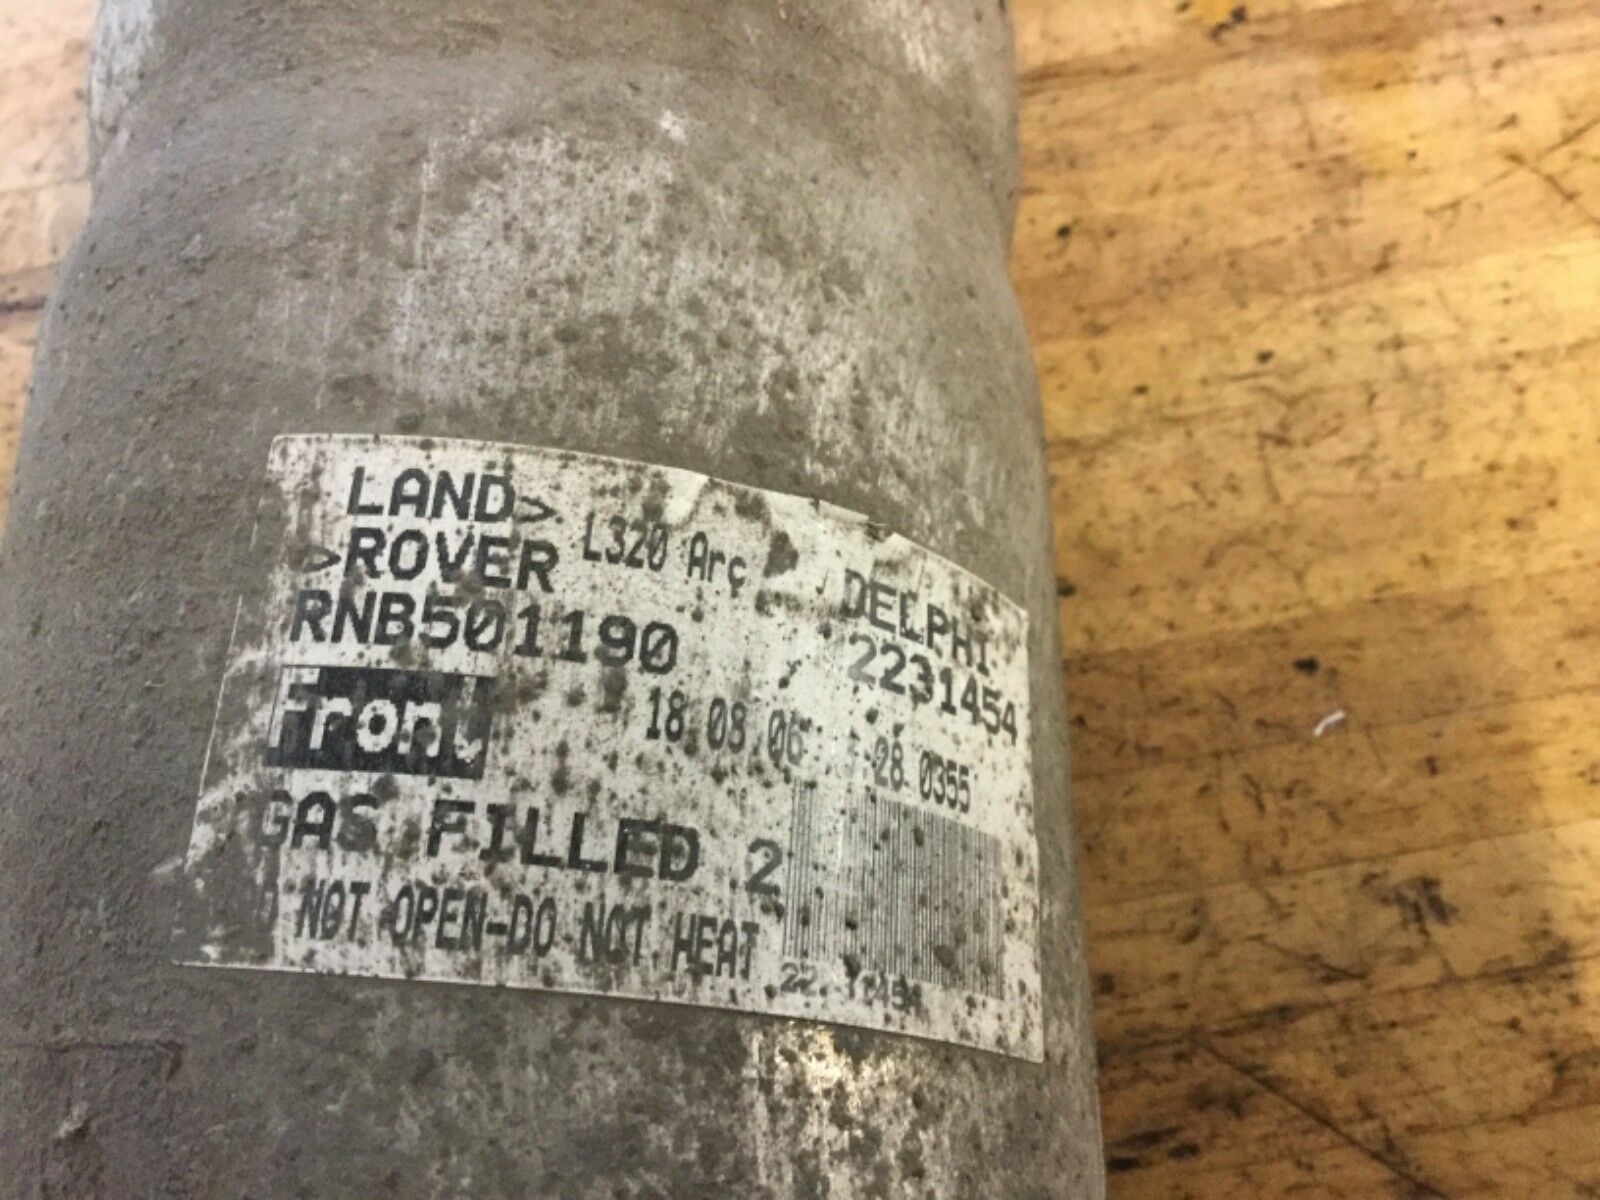 LAND>
>ROVER
L320 Arç
RNB501190
DELPHI
22231454
Front
18.08.06
28 0355
GAS FILLED 2
NOT OPEN-DO NOT HEAT